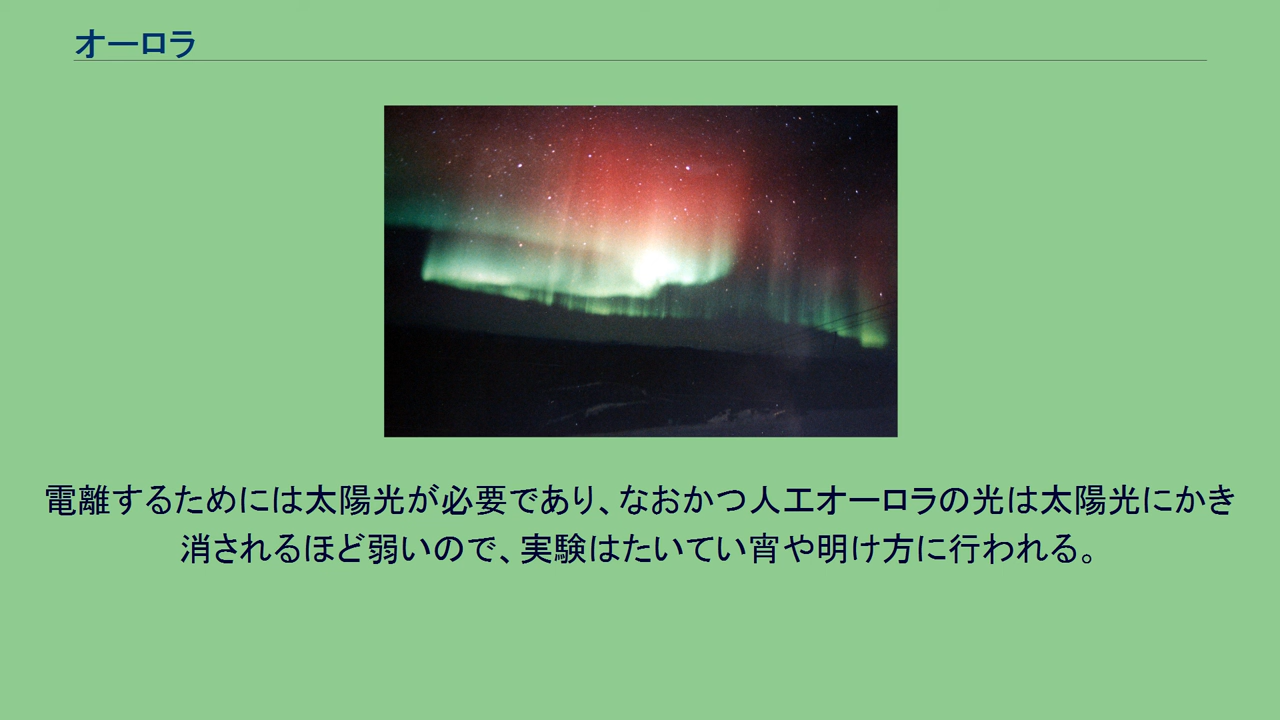 オーロラ
電離するためには太陽光が必要であり、なおかつ人工オーロラの光は太陽光にかき
消されるほど弱いので、実験はたいてい宵や明け方に行われる。